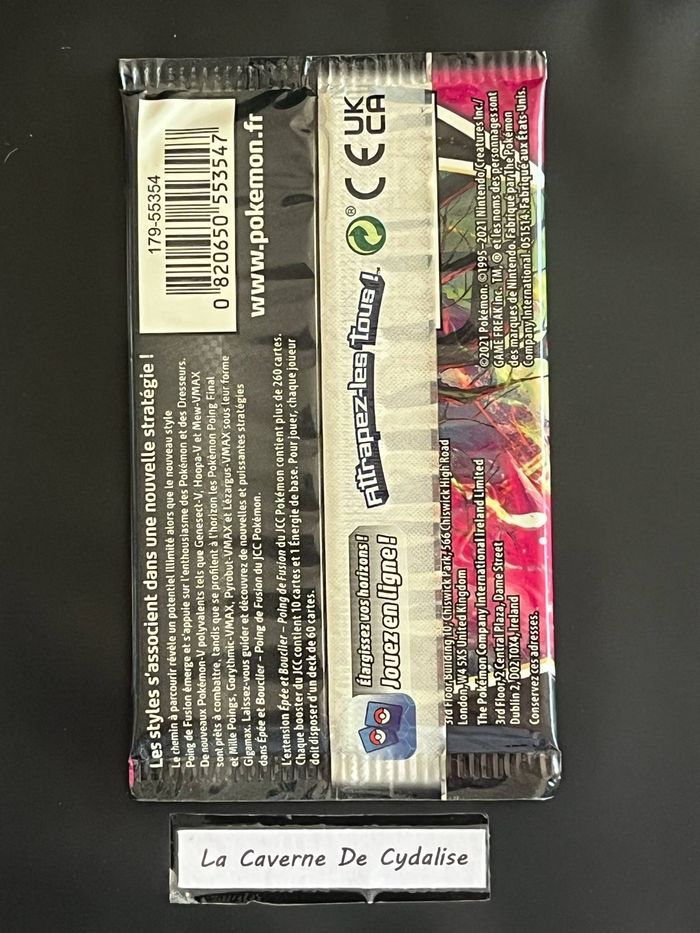 Les styles s'associent dans une nouvelle stratégie !
Le chemin à parcourir révèle un potentiel illimité alors que le nouveau style
Poing de Fusion émerge et s'appuie sur l'enthousiasme des Pokémon et des Dresseurs.
De nouveaux Pokémon-V polyvalents tels que Genesect-V, Hoopa-V et Mew-VMAX
sont prêts à combattre, tandis que se profilent à l'horizon les Pokémon Poing Final
et Mille Poings, Gorythmic-VMAX, Pyrobut-VMAX et Lézargus-VMAX sous leur forme
Gigamax. Laissez-vous guider et découvrez de nouvelles et puissantes stratégies
dans Épée et Bouclier – Poing de Fusion du JCC Pokémon.
L'extension Épée et Bouclier – Poing de Fusion du JCC Pokémon contient plus de 260 cartes.
Chaque booster du JCC contient 10 cartes et 1 Énergie de base. Pour jouer, chaque joueur
doit disposer d'un deck de 60 cartes.
179-55354
0 820650 553547
www.pokemon.fr
Élargissez vos horizons !
Jouez en ligne !
Attrapez-les Tous !™
® CE UK
CA
3rd Floor, Building 10, Chiswick Park, 566 Chiswick High Road
London, W4 5XS United Kingdom
The Pokémon Company International Ireland Limited
3rd Floor, 2 Central Plaza, Dame Street
Dublin 2, D02 T0X4, Ireland
Conservez ces adresses.
©2021 Pokémon. ©1995–2021 Nintendo/Creatures Inc./
GAME FREAK inc. TM, ® et les noms des personnages sont
des marques de Nintendo. Fabriqué par The Pokémon
Company International. 051514. Fabriqué aux États-Unis.
La Caverne De Cydalise